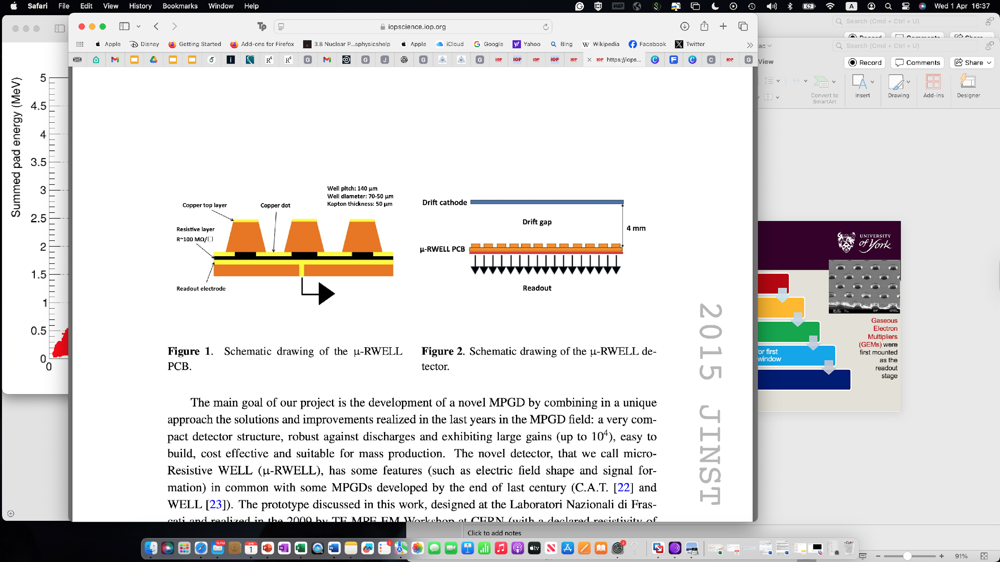 Safari File Edit View History Bookmarks Window Help
Wed 1 Apr 16:37
iopscience.iop.org
Apple Disney Getting Started Add-ons for Firefox 3.8 Nuclear P...sphysicshelp Apple iCloud Google Yahoo Bing Wikipedia Facebook Twitter
https://iops...
Search (Cmd + Ctrl + U)
Search (Cmd + Ctrl + U)
View
Record Comments Share
Convert to
SmartArt
Insert
Drawing
Add-ins
Designer
Summed pad energy (MeV)
5
4.5
4
3.5
3
2.5
2
1.5
1
0.5
0
0
Well pitch: 140 µm
Well diameter: 70-50 µm
Kapton thickness: 50 µm
Copper top layer
Copper dot
Resistive layer
R~100 MΩ/□
Readout electrode
Drift cathode
Drift gap
4 mm
µ-RWELL PCB
Readout
Figure 1. Schematic drawing of the µ-RWELL
PCB.
Figure 2. Schematic drawing of the µ-RWELL de-
tector.
The main goal of our project is the development of a novel MPGD by combining in a unique
approach the solutions and improvements realized in the last years in the MPGD field: a very com-
pact detector structure, robust against discharges and exhibiting large gains (up to 10⁴), easy to
build, cost effective and suitable for mass production. The novel detector, that we call micro-
Resistive WELL (µ-RWELL), has some features (such as electric field shape and signal for-
mation) in common with some MPGDs developed by the end of last century (C.A.T. [22] and
WELL [23]). The prototype discussed in this work, designed at the Laboratori Nazionali di Fras-
cati and realized in the 2009 by TE-MPE-EM Workshop at CERN (with a declared resistivity of
2015 JINST
UNIVERSITY
of York
Gaseous
Electron
Multipliers
(GEMs) were
first mounted
as the
readout
stage
or first
window
Click to add notes
91%